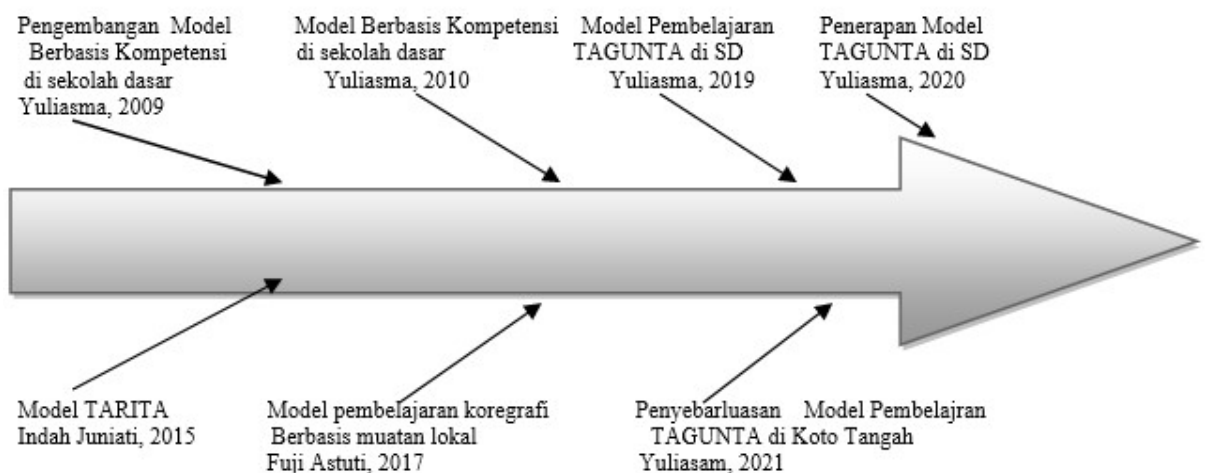 Pengembangan Model
Berbasis Kompetensi
di sekolah dasar
Yuliasma, 2009
Model Berbasis Kompetensi
di sekolah dasar
Yuliasma, 2010
Model Pembelajaran
TAGUNTA di SD
Yuliasma, 2019
Penerapan Model
TAGUNTA di SD
Yuliasma, 2020
Model TARITA
Indah Juniati, 2015
Model pembelajaran koregrafi
Berbasis muatan lokal
Fuji Astuti, 2017
Penyebarluasan Model Pembelajran
TAGUNTA di Koto Tangah
Yuliasam, 2021